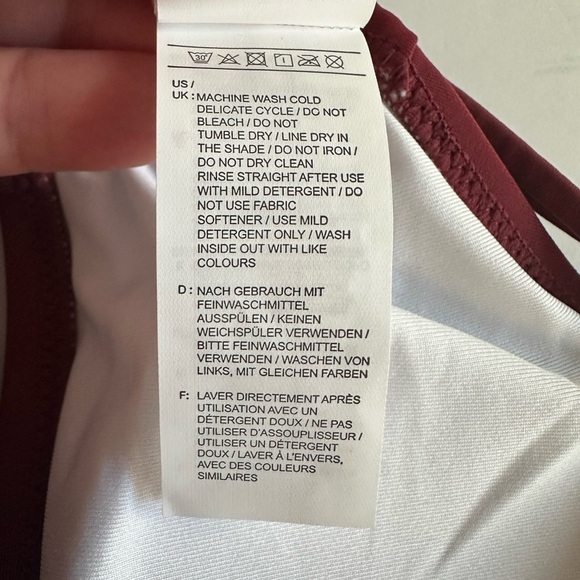 30°
US /
UK : MACHINE WASH COLD
DELICATE CYCLE / DO NOT
BLEACH / DO NOT
TUMBLE DRY / LINE DRY IN
THE SHADE / DO NOT IRON /
DO NOT DRY CLEAN
RINSE STRAIGHT AFTER USE
WITH MILD DETERGENT / DO
NOT USE FABRIC
SOFTENER / USE MILD
DETERGENT ONLY / WASH
INSIDE OUT WITH LIKE
COLOURS
D : NACH GEBRAUCH MIT
FEINWASCHMITTEL
AUSSPÜLEN / KEINEN
WEICHSPÜLER VERWENDEN /
BITTE FEINWASCHMITTEL
VERWENDEN / WASCHEN VON
LINKS, MIT GLEICHEN FARBEN
F: LAVER DIRECTEMENT APRÈS
UTILISATION AVEC UN
DÉTERGENT DOUX / NE PAS
UTILISER D'ASSOUPLISSEUR /
UTILISER UN DÉTERGENT
DOUX / LAVER À L'ENVERS,
AVEC DES COULEURS
SIMILAIRES